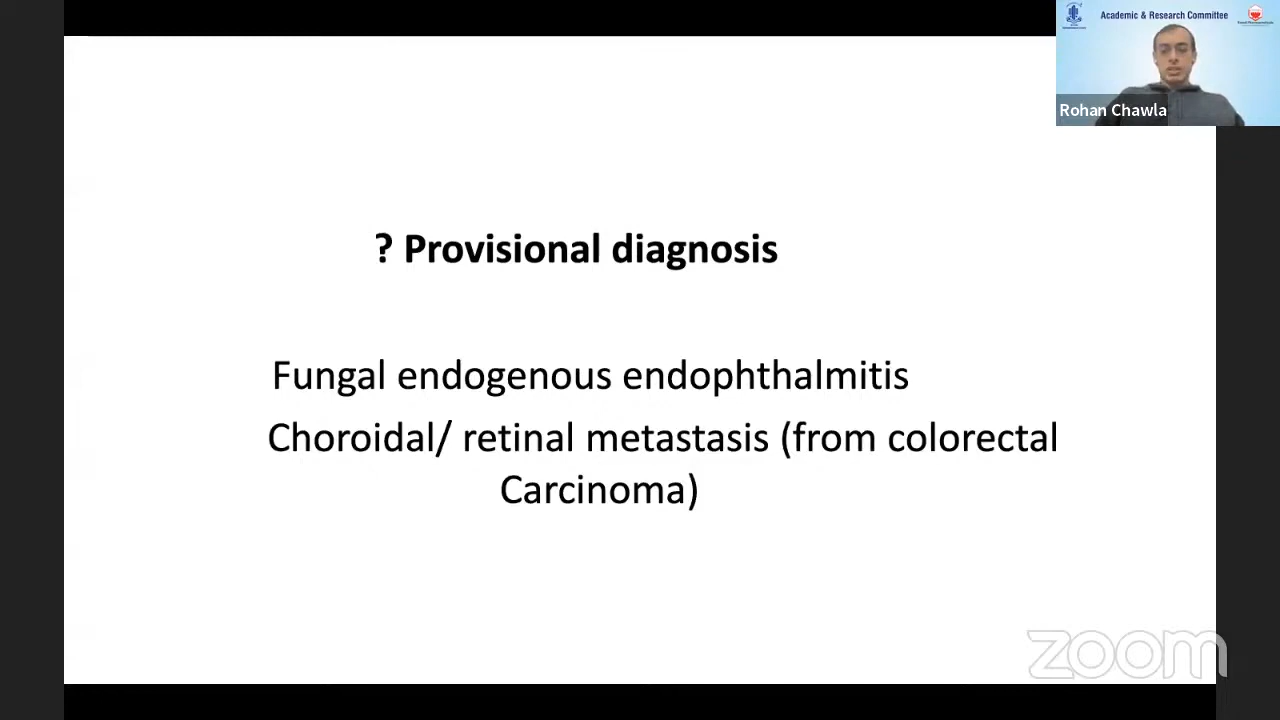 Academic & Research Committee
Rohan Chawla
? Provisional diagnosis
Fungal endogenous endophthalmitis
Choroidal/ retinal metastasis (from colorectal
Carcinoma)
zoom